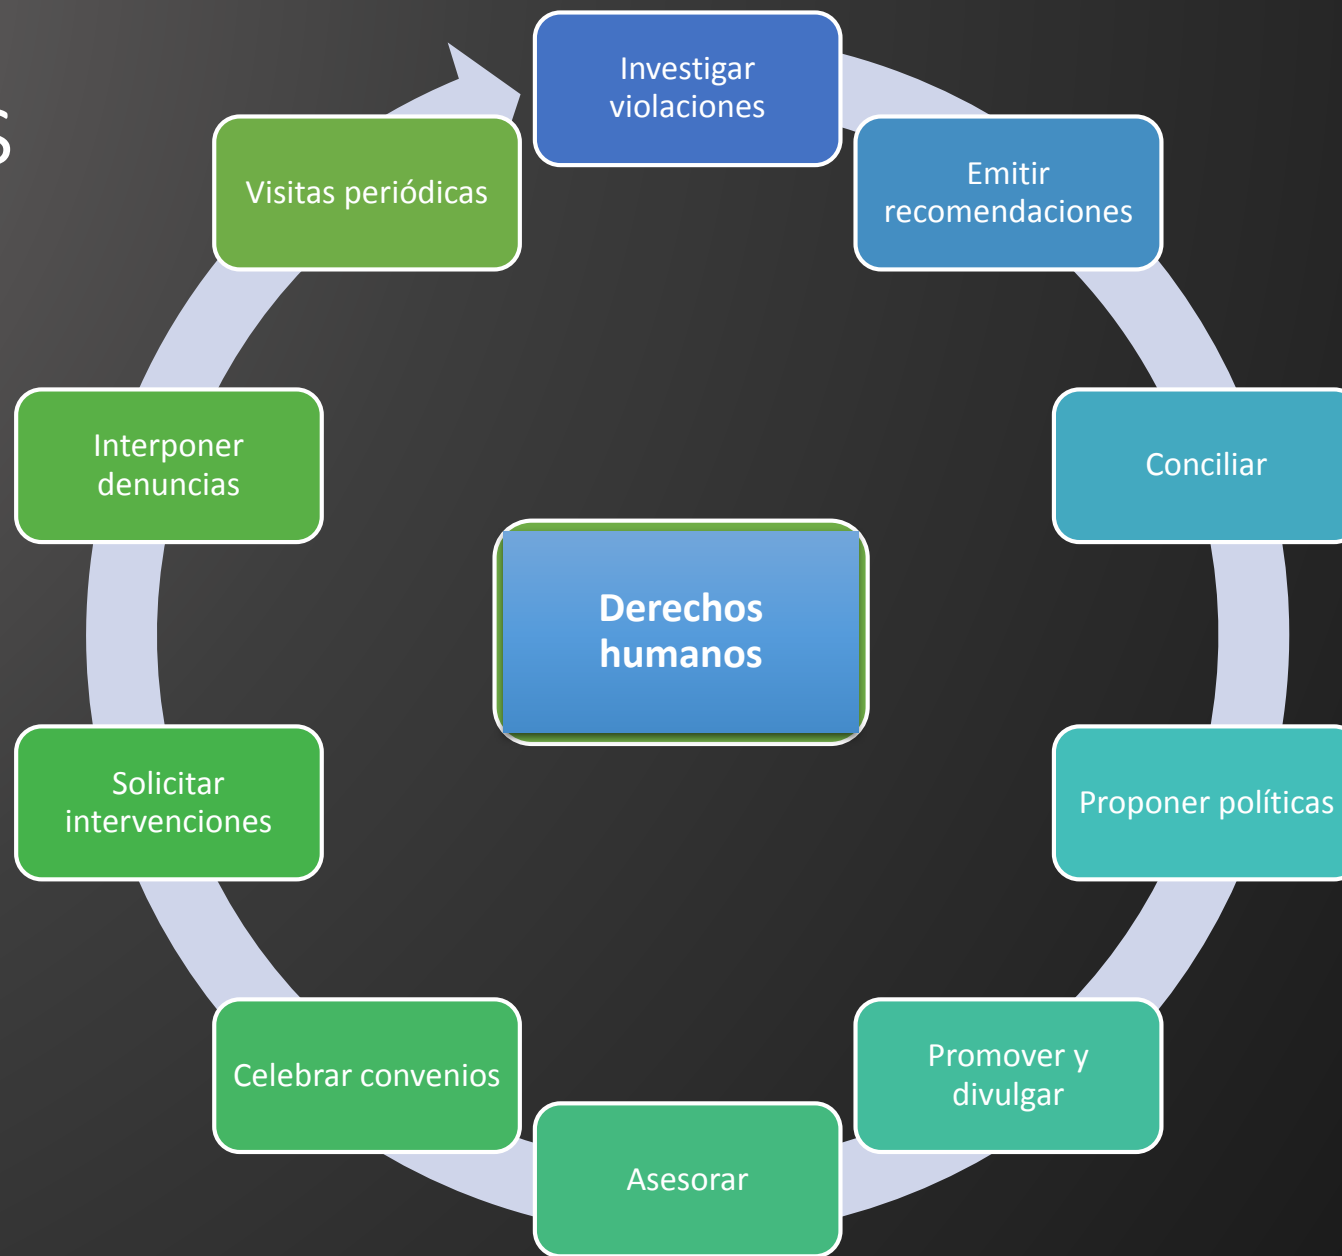 s
Investigar
violaciones
Emitir
recomendaciones
Conciliar
Proponer políticas
Promover y
divulgar
Asesorar
Celebrar convenios
Solicitar
intervenciones
Interponer
denuncias
Visitas periódicas
Derechos
humanos